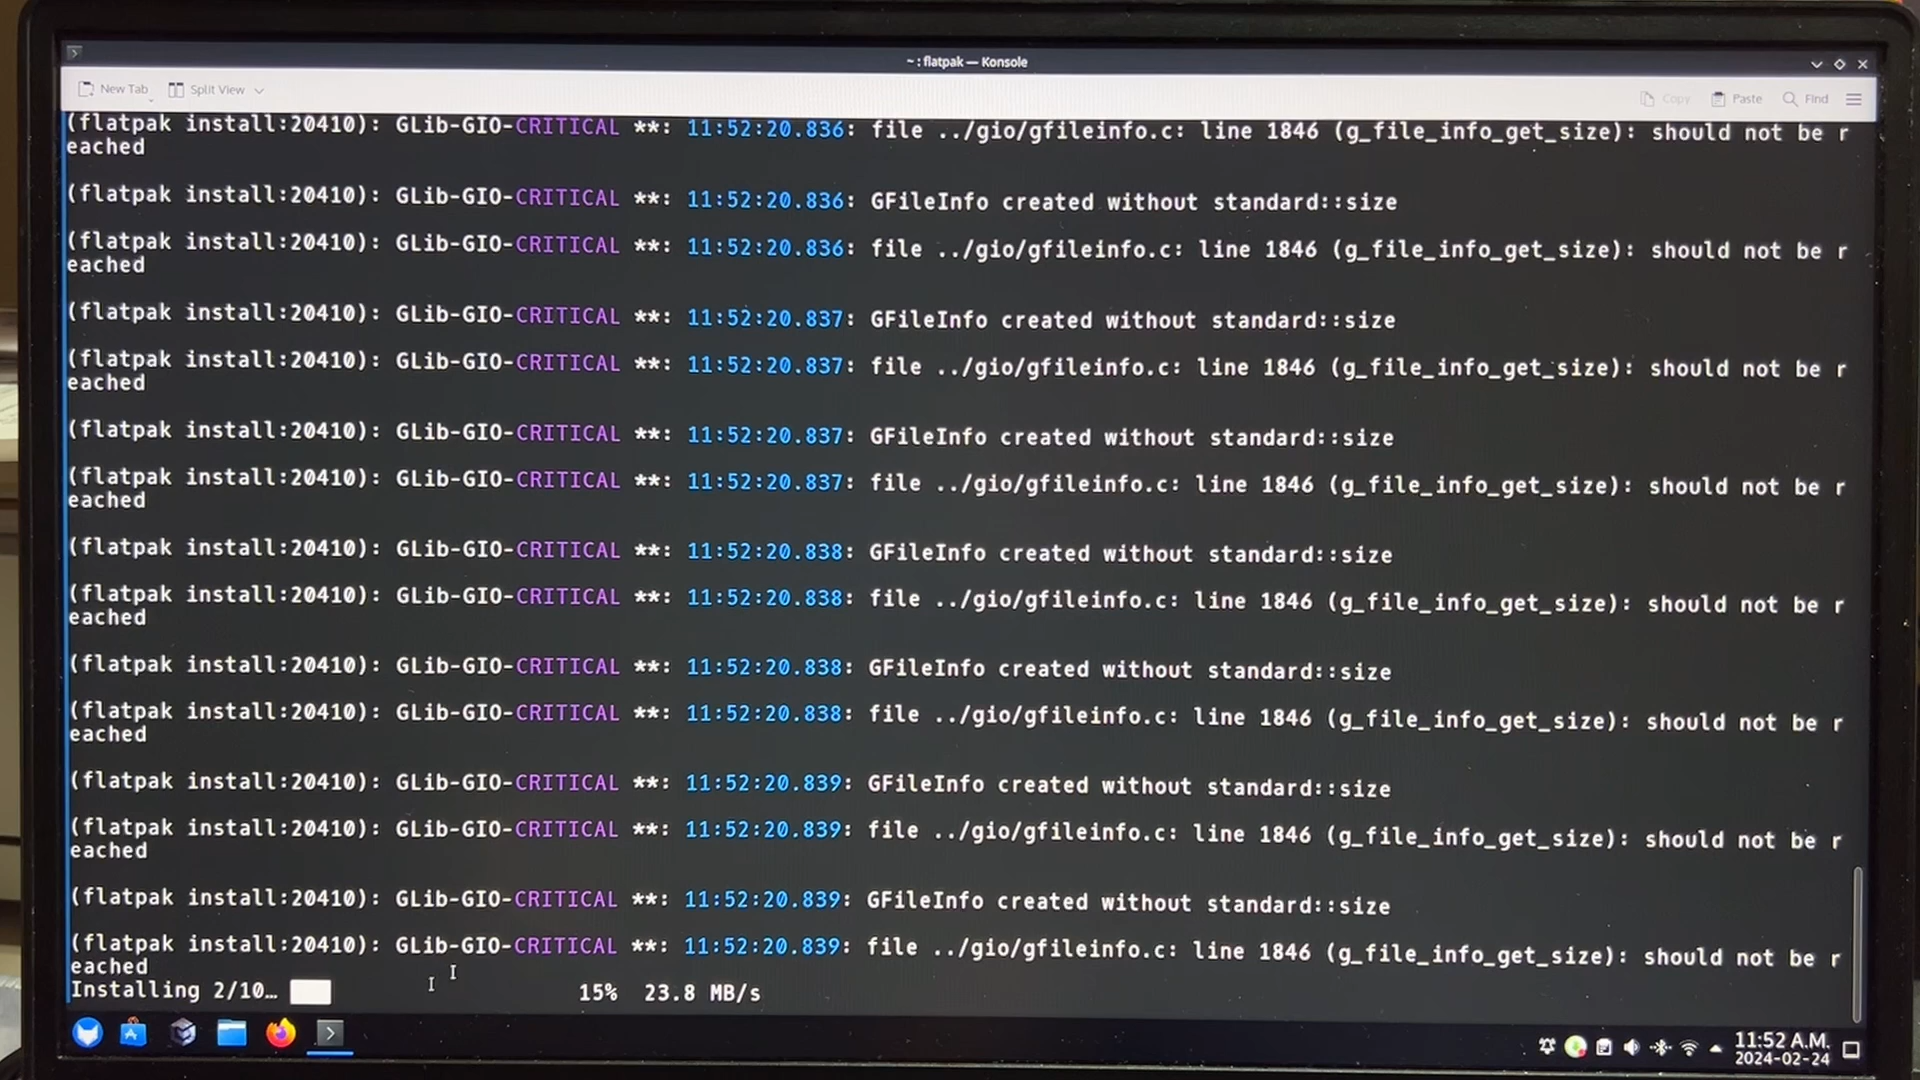 ~ : flatpak — Konsole
New Tab Split View Copy Paste Find
(flatpak install:20410): GLib-GIO-CRITICAL **: 11:52:20.836: file ../gio/gfileinfo.c: line 1846 (g_file_info_get_size): should not be r
eached
(flatpak install:20410): GLib-GIO-CRITICAL **: 11:52:20.836: GFileInfo created without standard::size
(flatpak install:20410): GLib-GIO-CRITICAL **: 11:52:20.836: file ../gio/gfileinfo.c: line 1846 (g_file_info_get_size): should not be r
eached
(flatpak install:20410): GLib-GIO-CRITICAL **: 11:52:20.837: GFileInfo created without standard::size
(flatpak install:20410): GLib-GIO-CRITICAL **: 11:52:20.837: file ../gio/gfileinfo.c: line 1846 (g_file_info_get_size): should not be r
eached
(flatpak install:20410): GLib-GIO-CRITICAL **: 11:52:20.837: GFileInfo created without standard::size
(flatpak install:20410): GLib-GIO-CRITICAL **: 11:52:20.837: file ../gio/gfileinfo.c: line 1846 (g_file_info_get_size): should not be r
eached
(flatpak install:20410): GLib-GIO-CRITICAL **: 11:52:20.838: GFileInfo created without standard::size
(flatpak install:20410): GLib-GIO-CRITICAL **: 11:52:20.838: file ../gio/gfileinfo.c: line 1846 (g_file_info_get_size): should not be r
eached
(flatpak install:20410): GLib-GIO-CRITICAL **: 11:52:20.838: GFileInfo created without standard::size
(flatpak install:20410): GLib-GIO-CRITICAL **: 11:52:20.838: file ../gio/gfileinfo.c: line 1846 (g_file_info_get_size): should not be r
eached
(flatpak install:20410): GLib-GIO-CRITICAL **: 11:52:20.839: GFileInfo created without standard::size
(flatpak install:20410): GLib-GIO-CRITICAL **: 11:52:20.839: file ../gio/gfileinfo.c: line 1846 (g_file_info_get_size): should not be r
eached
(flatpak install:20410): GLib-GIO-CRITICAL **: 11:52:20.839: GFileInfo created without standard::size
(flatpak install:20410): GLib-GIO-CRITICAL **: 11:52:20.839: file ../gio/gfileinfo.c: line 1846 (g_file_info_get_size): should not be r
eached
Installing 2/10… 15% 23.8 MB/s
11:52 A.M.
2024-02-24